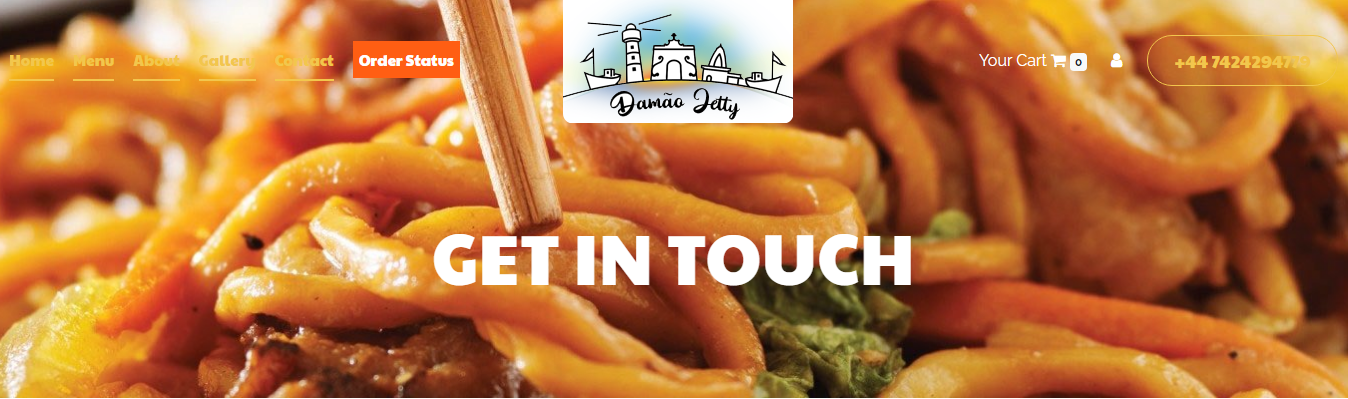 Home Menu About Gallery Contact Order Status
Damão Jetty
Your Cart 0
GET IN TOUCH